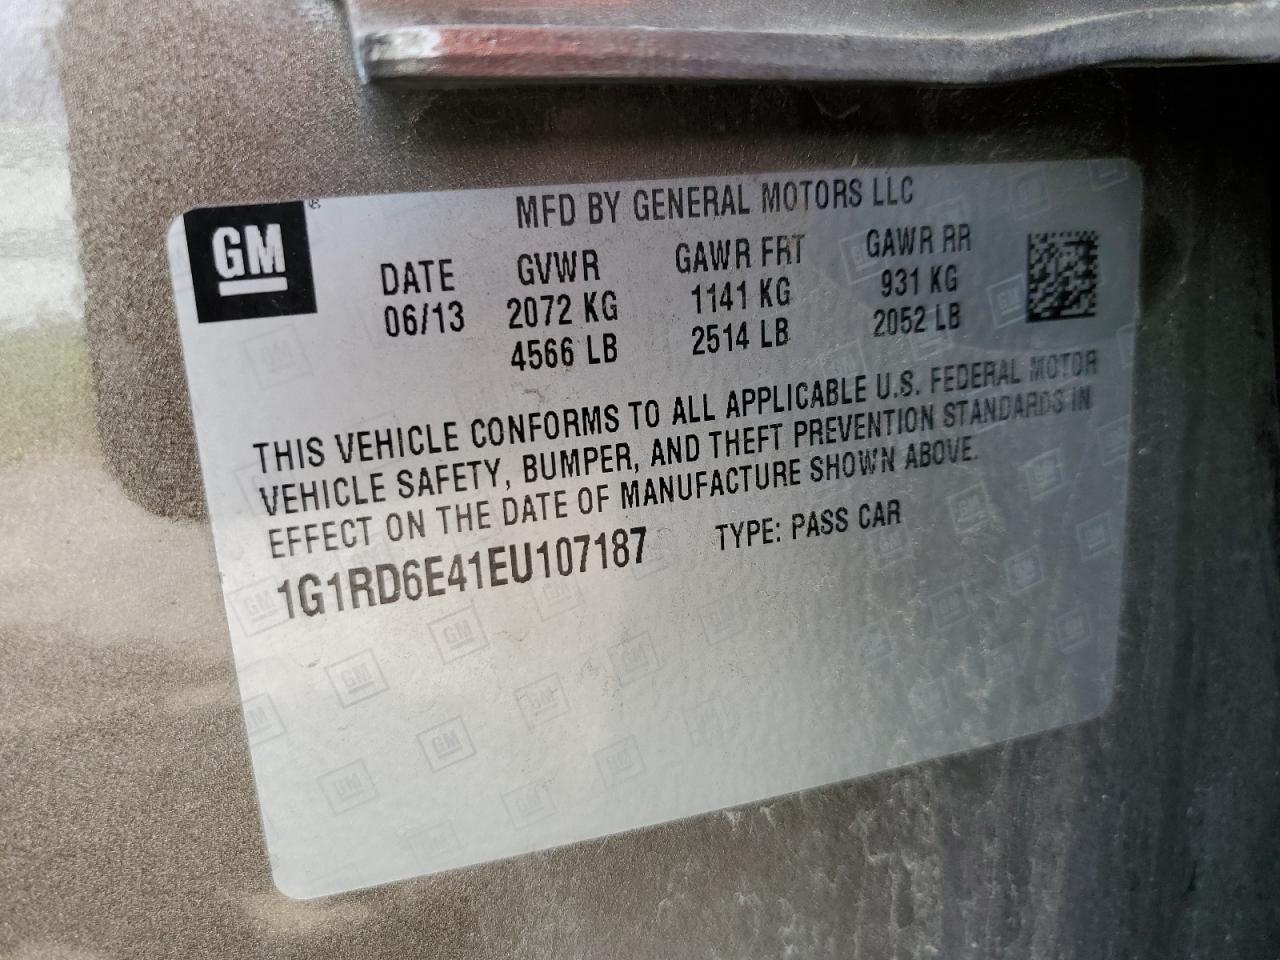 GM
MFD BY GENERAL MOTORS LLC
DATE GVWR GAWR FRT GAWR RR
06/13 2072 KG 1141 KG 931 KG
4566 LB 2514 LB 2052 LB
THIS VEHICLE CONFORMS TO ALL APPLICABLE U.S. FEDERAL MOTOR
VEHICLE SAFETY, BUMPER, AND THEFT PREVENTION STANDARDS IN
EFFECT ON THE DATE OF MANUFACTURE SHOWN ABOVE.
1G1RD6E41EU107187 TYPE: PASS CAR